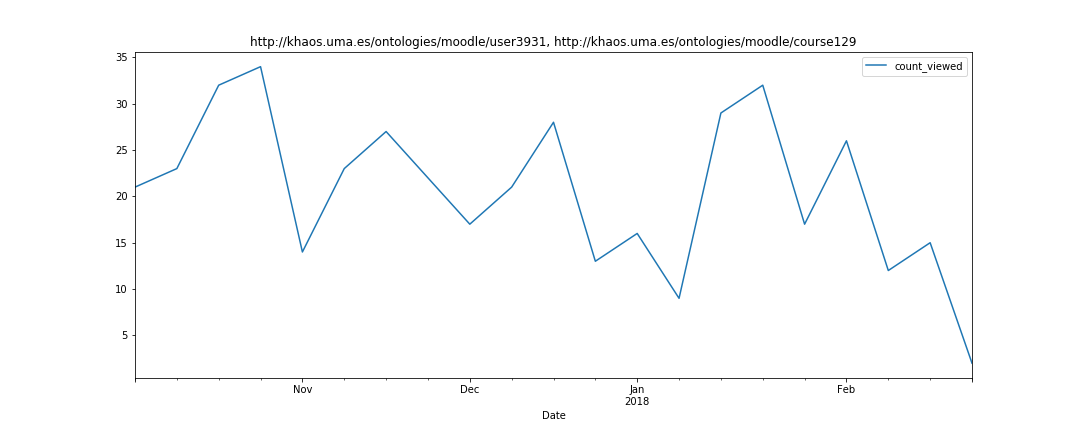 http://khaos.uma.es/ontologies/moodle/user3931, http://khaos.uma.es/ontologies/moodle/course129
count_viewed
35
30
25
20
15
10
5
Nov
Dec
Jan
2018
Feb
Date